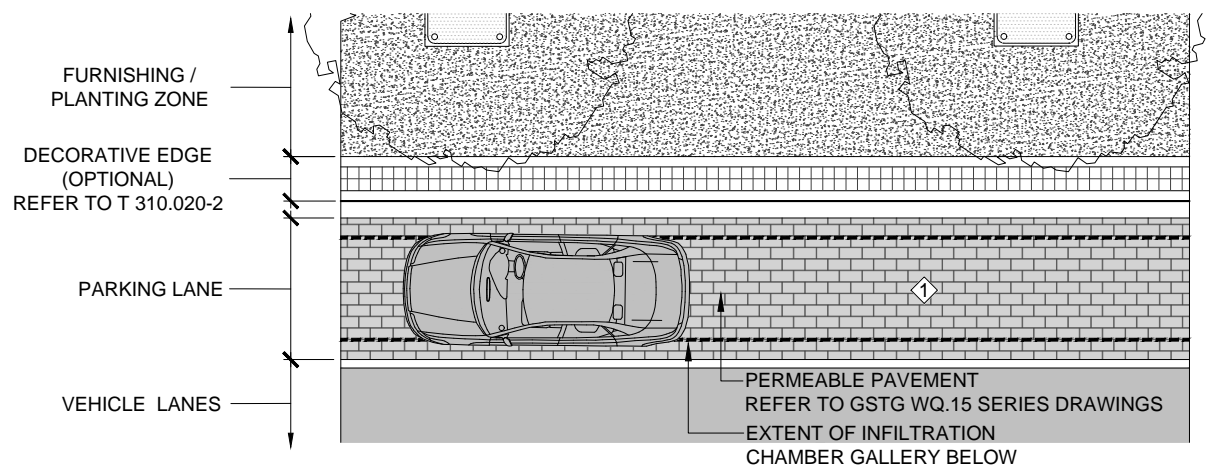 FURNISHING /
PLANTING ZONE
DECORATIVE EDGE
(OPTIONAL)
REFER TO T 310.020-2
PARKING LANE
1
VEHICLE LANES
PERMEABLE PAVEMENT
REFER TO GSTG WQ.15 SERIES DRAWINGS
EXTENT OF INFILTRATION
CHAMBER GALLERY BELOW